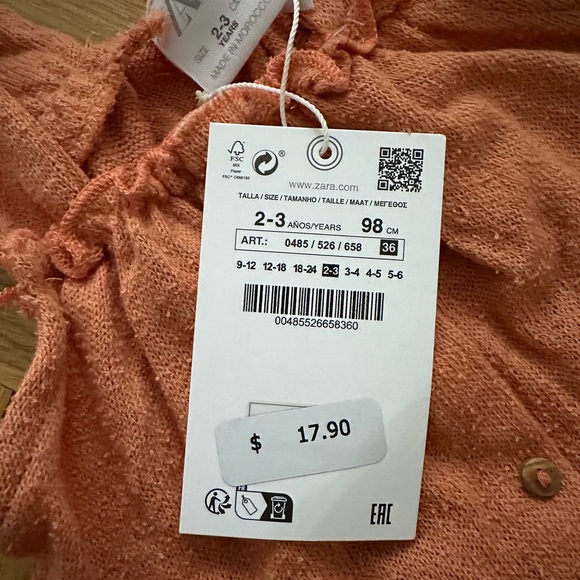 SIZE 2-3
YEARS
MADE IN MOROCCO
FSC
MIX
Paper
®
www.zara.com
TALLA / SIZE / TAMANHO / TAILLE / MAAT / ΜΕΓΕΘΟΣ
2-3 AÑOS/YEARS 98 CM
ART.: 0485 / 526 / 658 36
9-12 12-18 18-24 2-3 3-4 4-5 5-6
00485526658360
$ 17.90
EAC